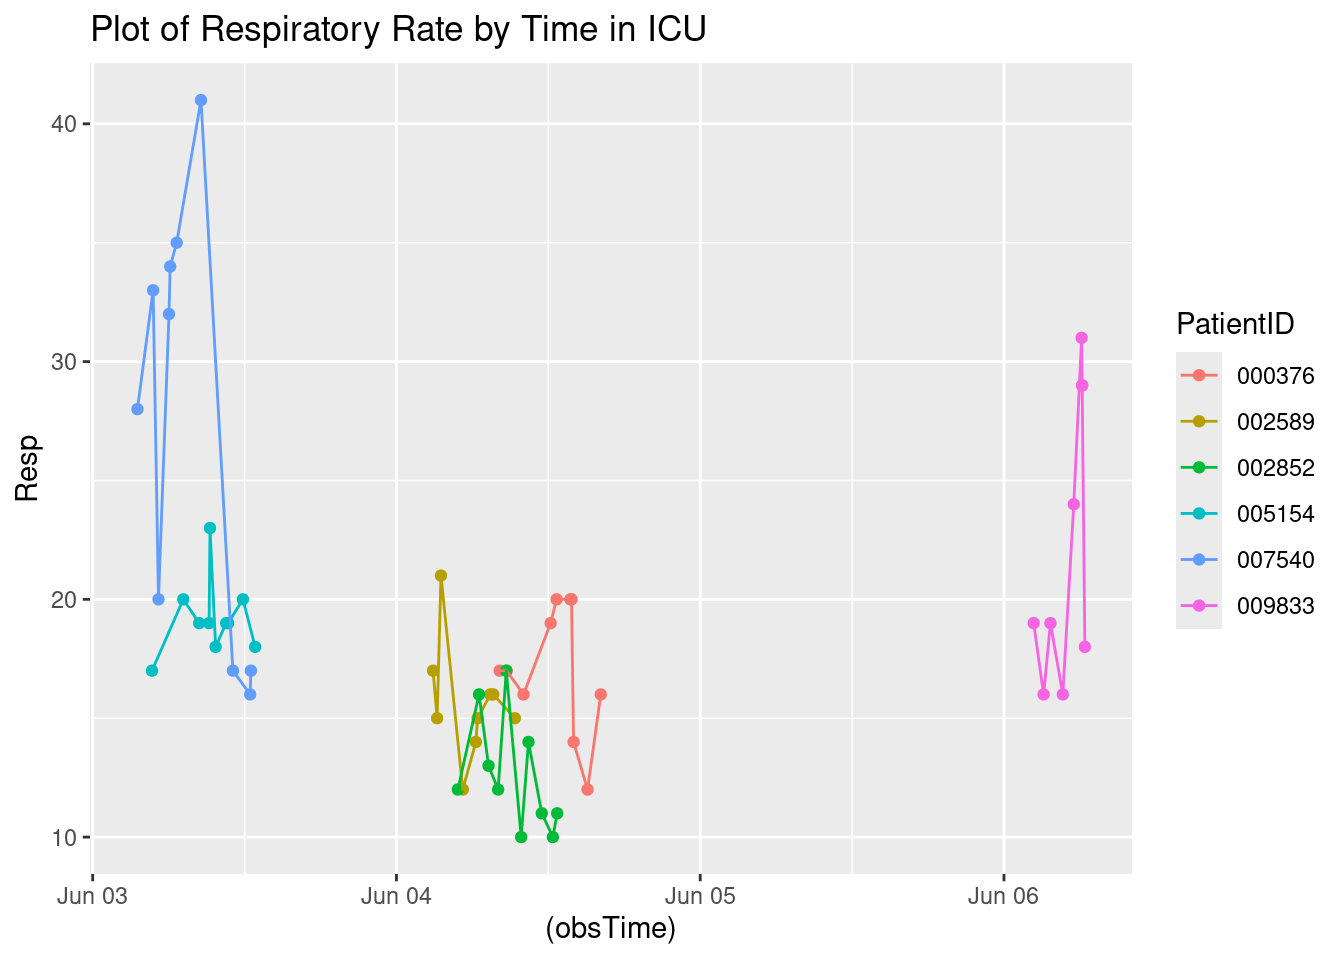 Plot of Respiratory Rate by Time in ICU
40
30
20
10
Resp
Jun 03
Jun 04
Jun 05
Jun 06
(obsTime)
PatientID
000376
002589
002852
005154
007540
009833